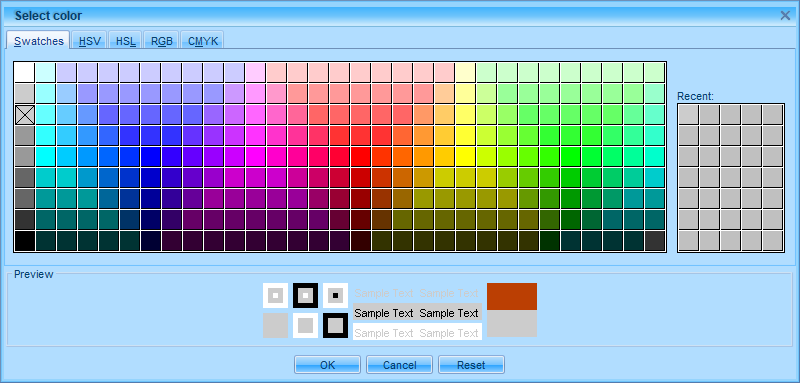 Select color
Swatches HSV HSL RGB CMYK
Recent:
Preview
Sample Text Sample Text
Sample Text Sample Text
Sample Text Sample Text
OK Cancel Reset